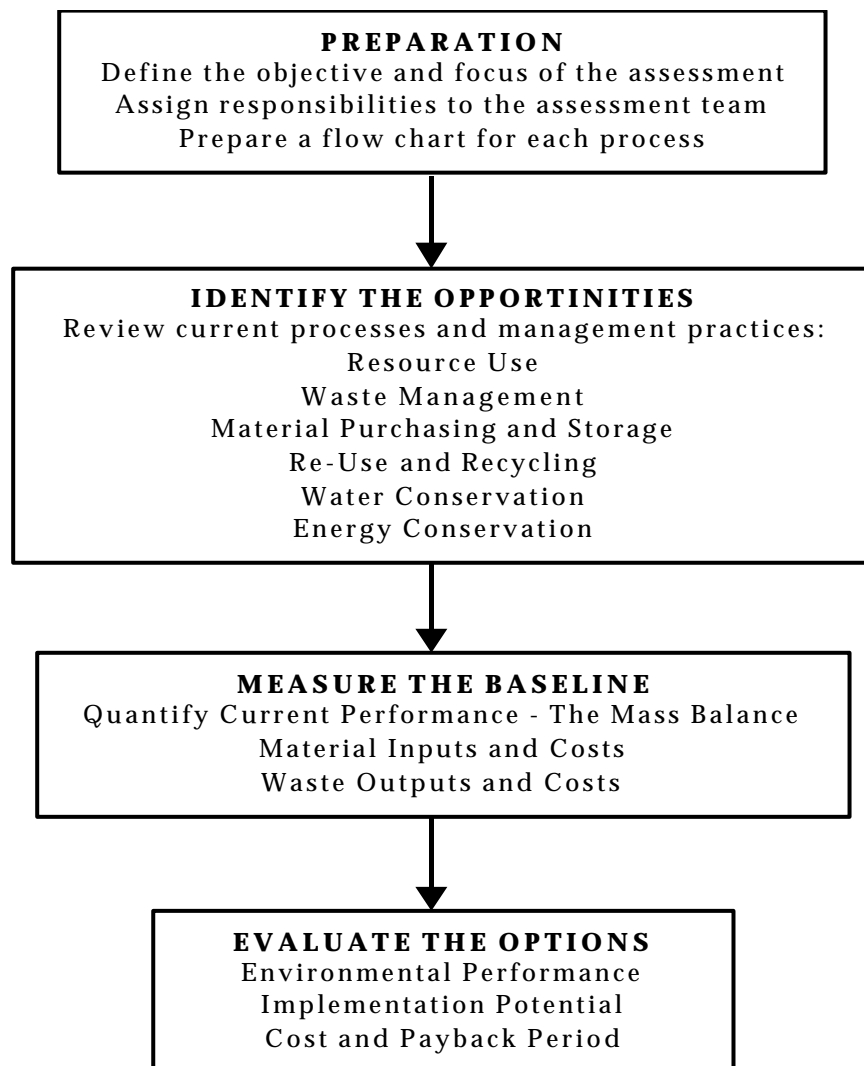 PREPARATION
Define the objective and focus of the assessment
Assign responsibilities to the assessment team
Prepare a flow chart for each process
IDENTIFY THE OPPORTINITIES
Review current processes and management practices:
Resource Use
Waste Management
Material Purchasing and Storage
Re-Use and Recycling
Water Conservation
Energy Conservation
MEASURE THE BASELINE
Quantify Current Performance - The Mass Balance
Material Inputs and Costs
Waste Outputs and Costs
EVALUATE THE OPTIONS
Environmental Performance
Implementation Potential
Cost and Payback Period